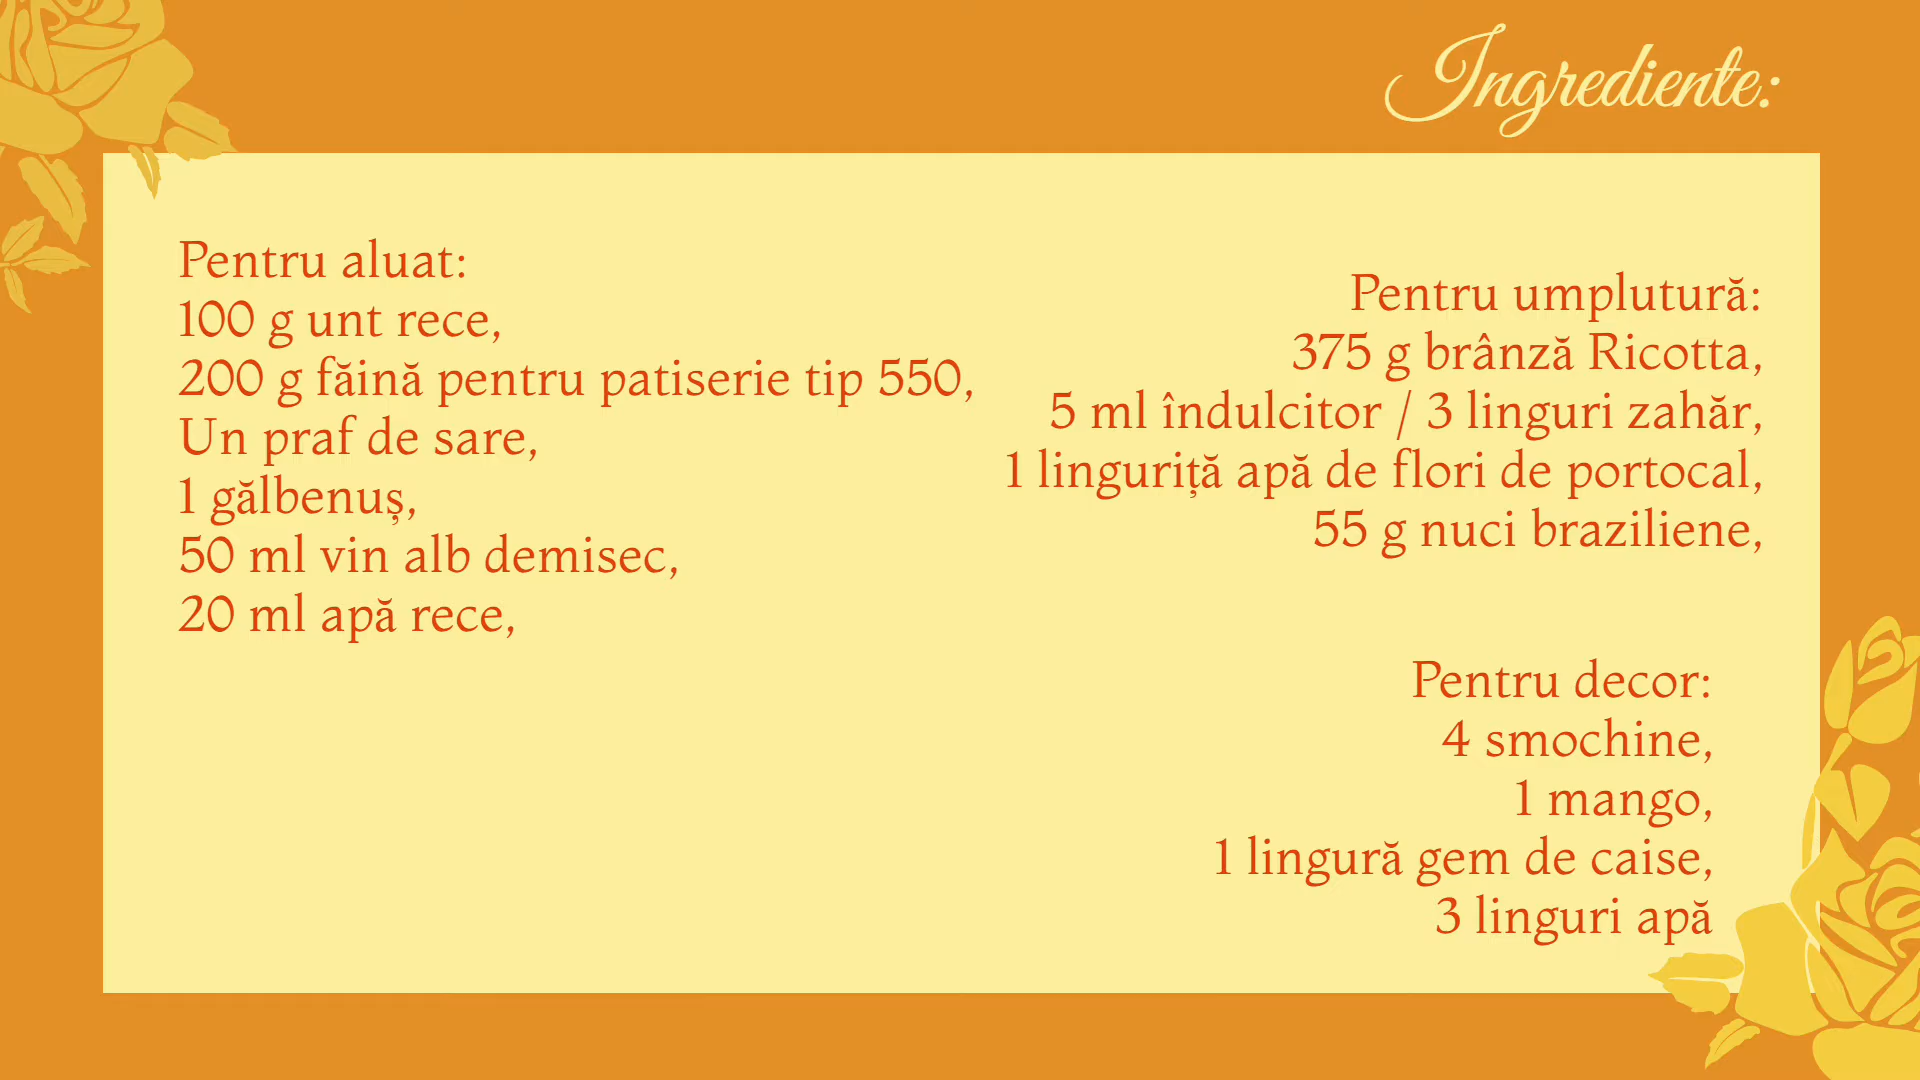 Ingrediente:
Pentru aluat:
100 g unt rece,
200 g făină pentru patiserie tip 550,
Un praf de sare,
1 gălbenuș,
50 ml vin alb demisec,
20 ml apă rece,
Pentru umplutură:
375 g brânză Ricotta,
5 ml îndulcitor / 3 linguri zahăr,
1 linguriță apă de flori de portocal,
55 g nuci braziliene,
Pentru decor:
4 smochine,
1 mango,
1 lingură gem de caise,
3 linguri apă